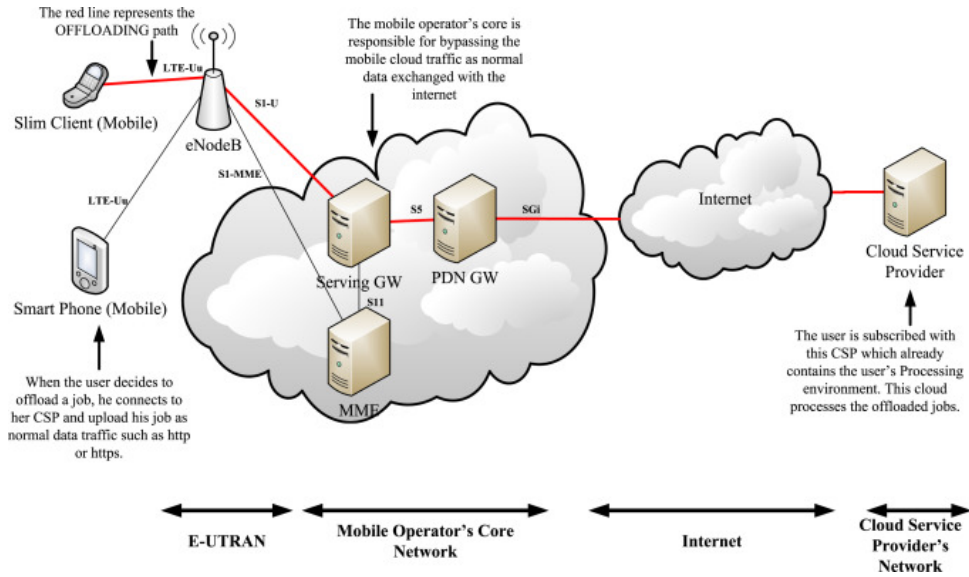 The red line represents the
OFFLOADING path
LTE-Uu
Slim Client (Mobile)
eNodeB
S1-U
S1-MME
LTE-Uu
Smart Phone (Mobile)
When the user decides to
offload a job, he connects to
her CSP and upload his job as
normal data traffic such as http
or https.
The mobile operator's core is
responsible for bypassing the
mobile cloud traffic as normal
data exchanged with the
internet
Serving GW
S5
PDN GW
SGi
S11
MME
Internet
Cloud Service
Provider
The user is subscribed with
this CSP which already
contains the user's Processing
environment. This cloud
processes the offloaded jobs.
E-UTRAN
Mobile Operator's Core
Network
Internet
Cloud Service
Provider's
Network